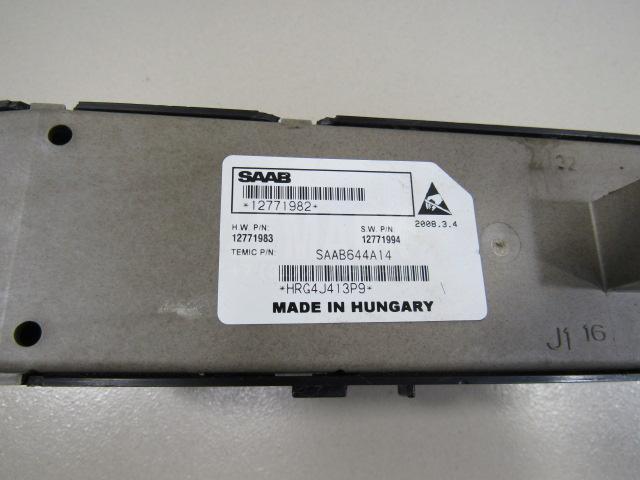 SAAB
*12771982*
2008.3.4
H.W. P/N: S.W. P/N:
12771983 12771994
TEMIC P/N: SAAB644A14
*HRG4J413P9*
MADE IN HUNGARY
J1 16